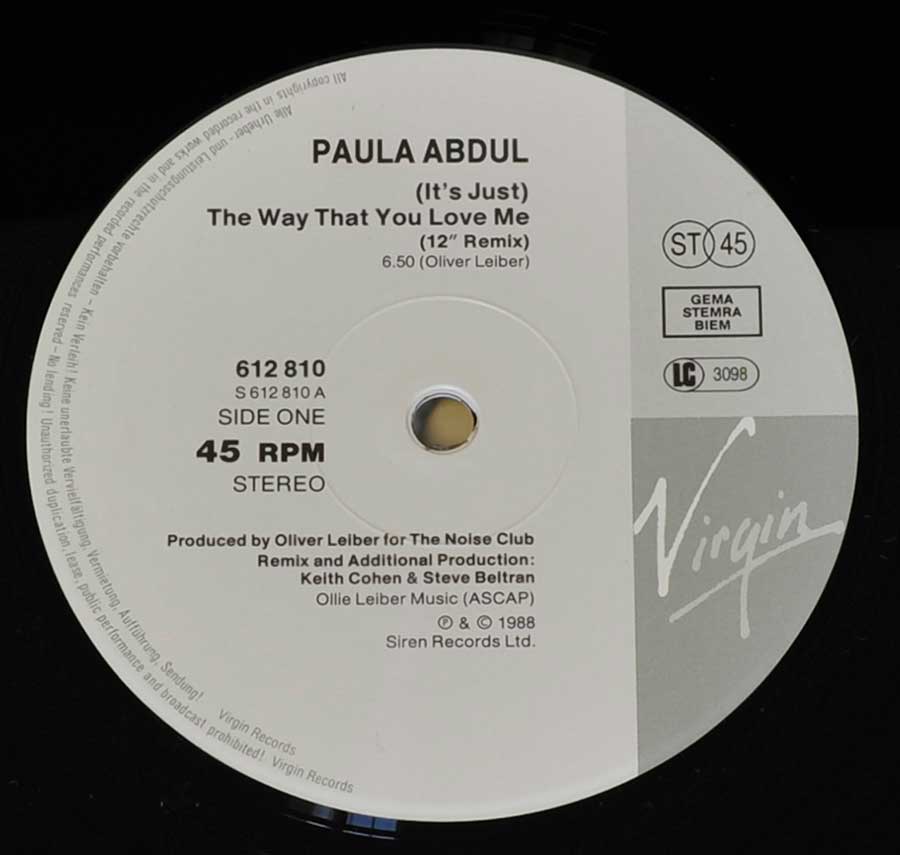 PAULA ABDUL
(It's Just)
The Way That You Love Me
(12″ Remix)
6.50 (Oliver Leiber)
ST 45
GEMA
STEMRA
BIEM
LC 3098
612 810
S 612 810 A
SIDE ONE
45 RPM
STEREO
Virgin
Produced by Oliver Leiber for The Noise Club
Remix and Additional Production:
Keith Cohen & Steve Beltran
Ollie Leiber Music (ASCAP)
℗ & © 1988
Siren Records Ltd.
Alle Urheber- und Leistungsschutzrechte vorbehalten – Kein Verleih! Keine unerlaubte Vervielfältigung, Vermietung, Aufführung, Sendung! Virgin Records
All copyrights in the recorded works and in the recorded performances reserved – No lending! Unauthorized duplication, lease, public performance and broadcast prohibited! Virgin Records